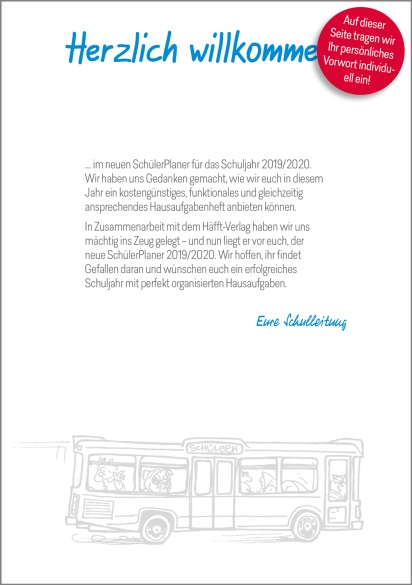 Herzlich willkomme
Auf dieser
Seite tragen wir
Ihr persönliches
Vorwort individu-
ell ein!
... im neuen SchülerPlaner für das Schuljahr 2019/2020.
Wir haben uns Gedanken gemacht, wie wir euch in diesem
Jahr ein kostengünstiges, funktionales und gleichzeitig
ansprechendes Hausaufgabenheft anbieten können.
In Zusammenarbeit mit dem Häfft-Verlag haben wir uns
mächtig ins Zeug gelegt – und nun liegt er vor euch, der
neue SchülerPlaner 2019/2020. Wir hoffen, ihr findet
Gefallen daran und wünschen euch ein erfolgreiches
Schuljahr mit perfekt organisierten Hausaufgaben.
Eure Schulleitung
SCHÜLER